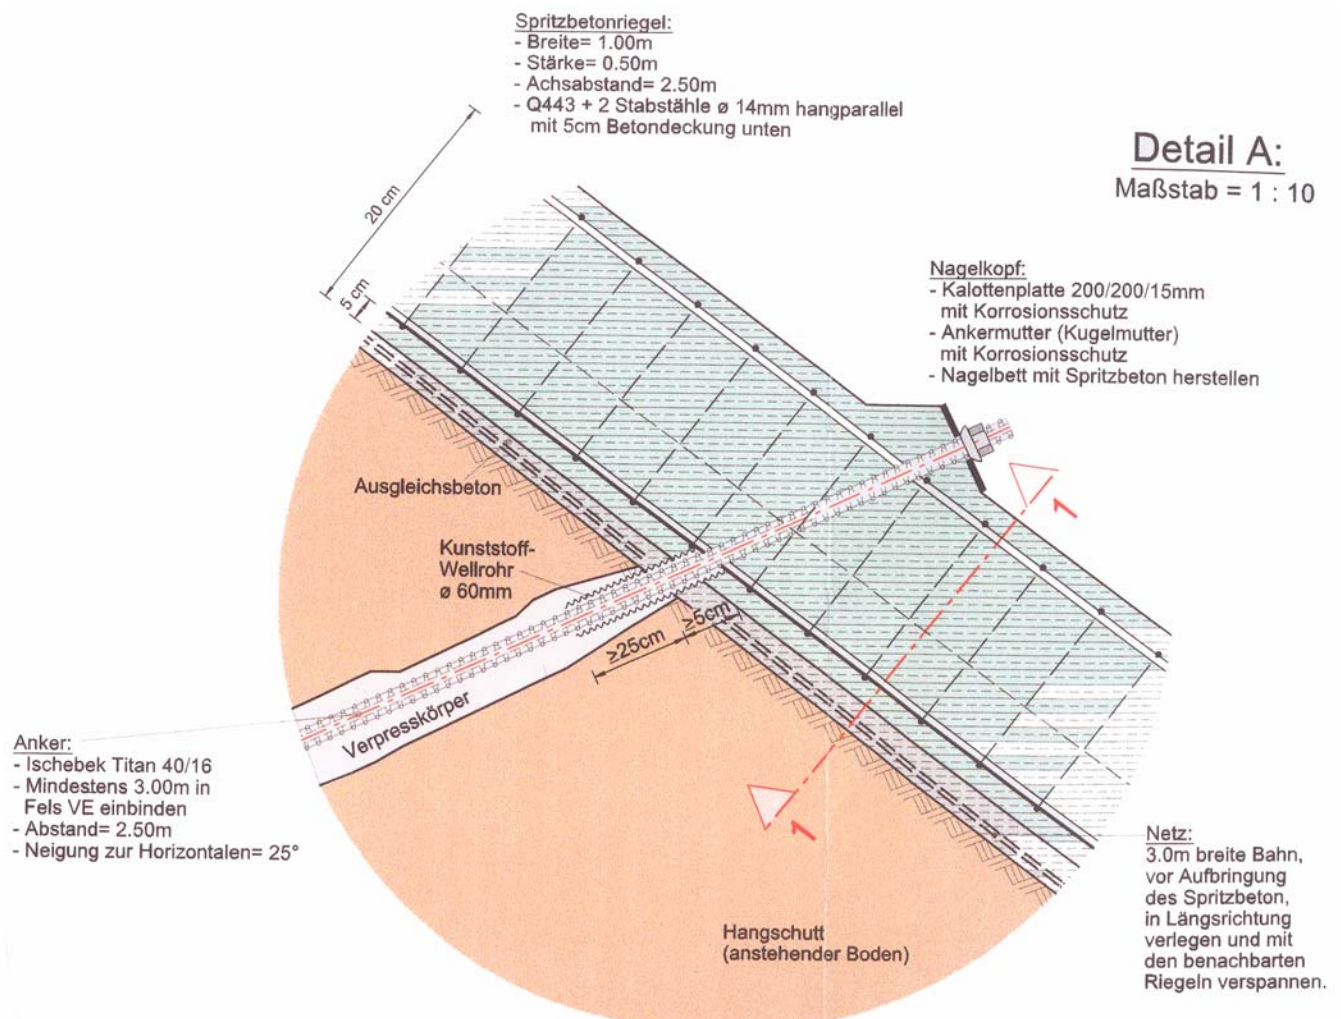 Spritzbetonriegel:
- Breite= 1.00m
- Stärke= 0.50m
- Achsabstand= 2.50m
- Q443 + 2 Stabstähle ø 14mm hangparallel
mit 5cm Betondeckung unten
Detail A:
Maßstab = 1 : 10
20 cm
5 cm
Nagelkopf:
- Kalottenplatte 200/200/15mm
mit Korrosionsschutz
- Ankermutter (Kugelmutter)
mit Korrosionsschutz
- Nagelbett mit Spritzbeton herstellen
Ausgleichsbeton
Kunststoff-
Wellrohr
ø 60mm
1
≥5cm
≥25cm
Verpresskörper
1
Anker:
- Ischebek Titan 40/16
- Mindestens 3.00m in
Fels VE einbinden
- Abstand= 2.50m
- Neigung zur Horizontalen= 25°
Netz:
3.0m breite Bahn,
vor Aufbringung
des Spritzbeton,
in Längsrichtung
verlegen und mit
den benachbarten
Riegeln verspannen.
Hangschutt
(anstehender Boden)